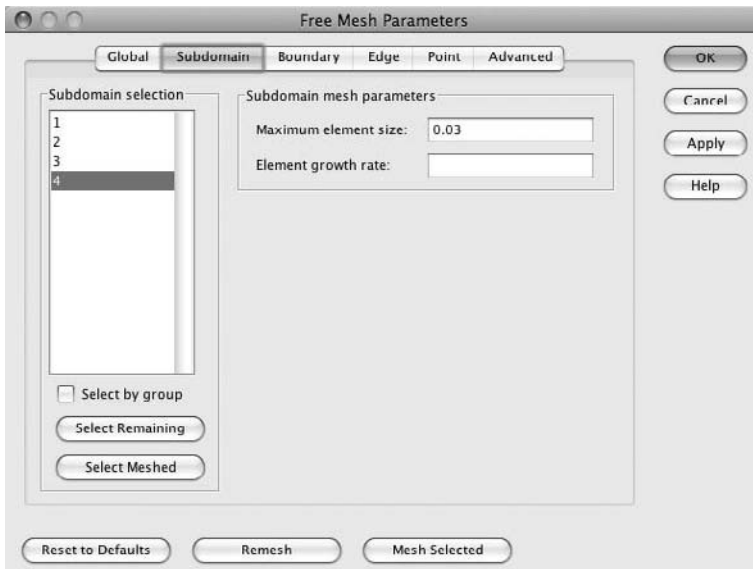 Free Mesh Parameters
Global Subdomain Boundary Edge Point Advanced
Subdomain selection
1
2
3
4
Select by group
Select Remaining
Select Meshed
Subdomain mesh parameters
Maximum element size: 0.03
Element growth rate:
OK
Cancel
Apply
Help
Reset to Defaults Remesh Mesh Selected